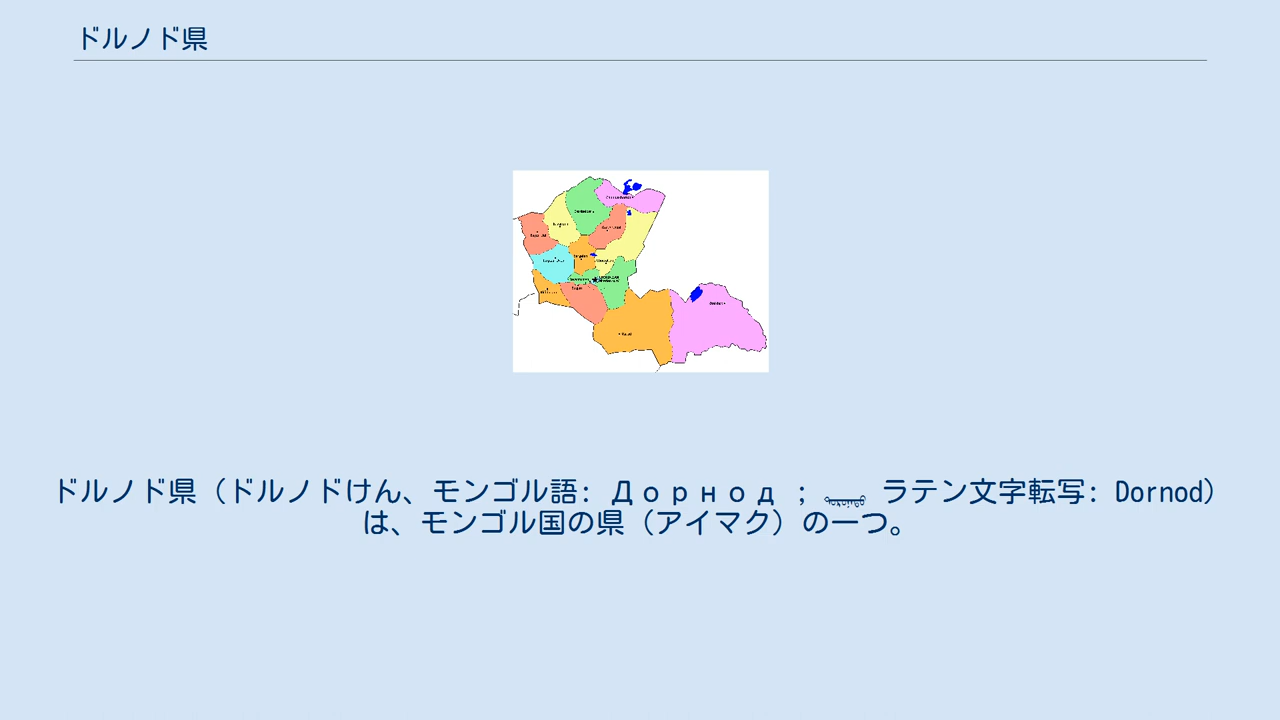 ドルノド県
ドルノド県（ドルノドけん、モンゴル語: Дорнод ; ラテン文字転写: Dornod）
は、モンゴル国の県（アイマク）の一つ。